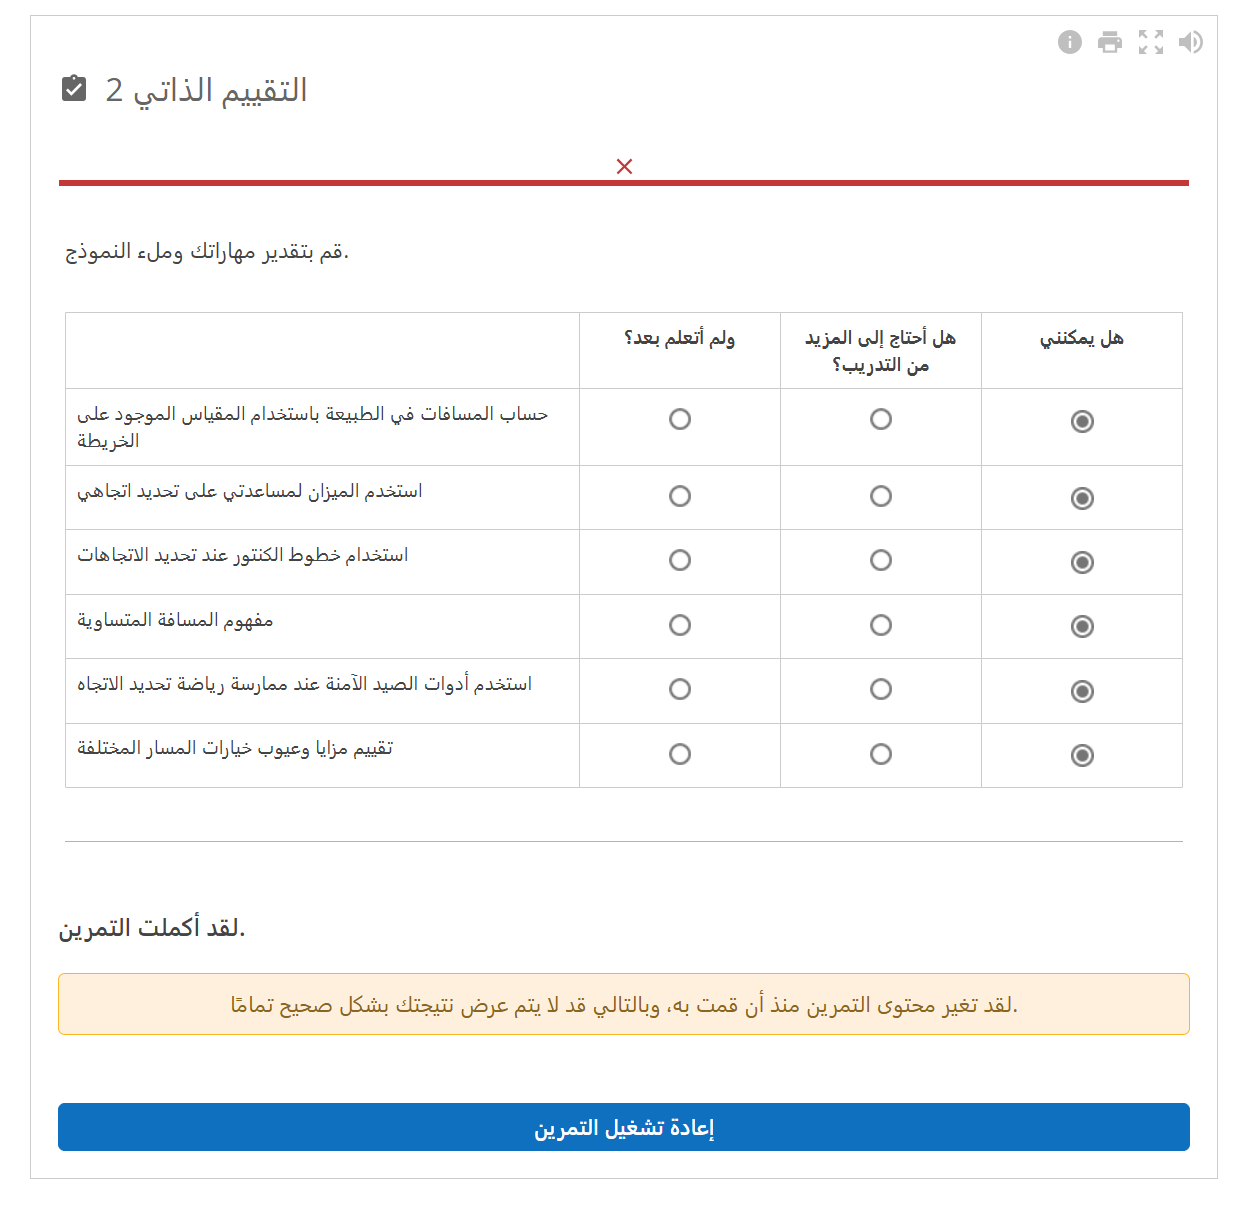 التقييم الذاتي 2
قم بتقدير مهاراتك وملء النموذج.
هل يمكنني
هل أحتاج إلى المزيد
من التدريب؟
ولم أتعلم بعد؟
حساب المسافات في الطبيعة باستخدام المقياس الموجود على
الخريطة
استخدم الميزان لمساعدتي على تحديد اتجاهي
استخدام خطوط الكنتور عند تحديد الاتجاهات
مفهوم المسافة المتساوية
استخدم أدوات الصيد الآمنة عند ممارسة رياضة تحديد الاتجاه
تقييم مزايا وعيوب خيارات المسار المختلفة
لقد أكملت التمرين.
لقد تغير محتوى التمرين منذ أن قمت به، وبالتالي قد لا يتم عرض نتيجتك بشكل صحيح تمامًا.
إعادة تشغيل التمرين